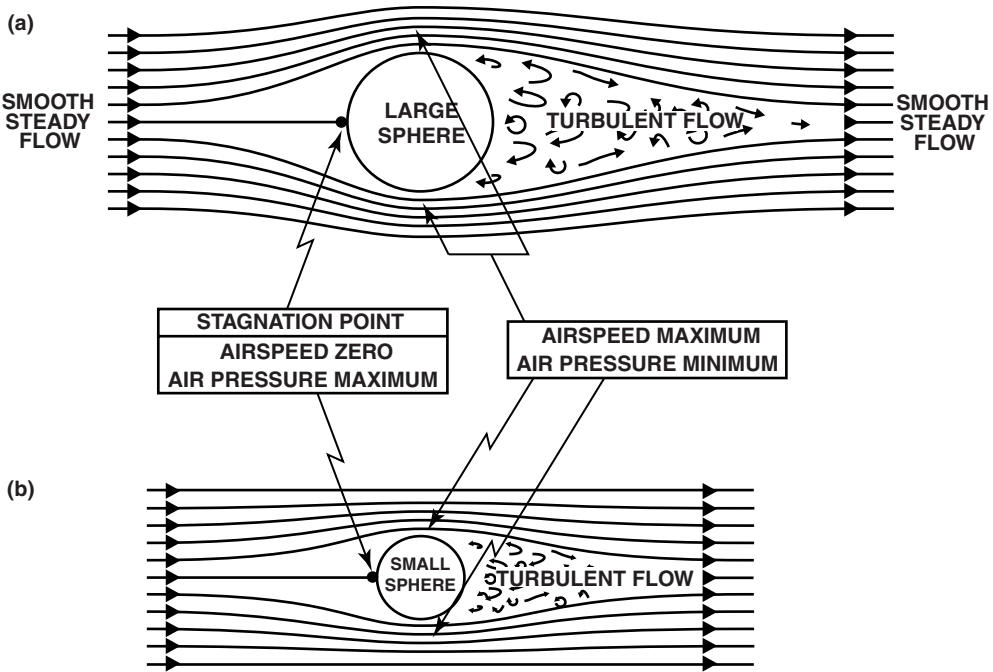 (a)
SMOOTH
STEADY
FLOW
LARGE
SPHERE
TURBULENT FLOW
SMOOTH
STEADY
FLOW
STAGNATION POINT
AIRSPEED ZERO
AIR PRESSURE MAXIMUM
AIRSPEED MAXIMUM
AIR PRESSURE MINIMUM
(b)
SMALL
SPHERE
TURBULENT FLOW